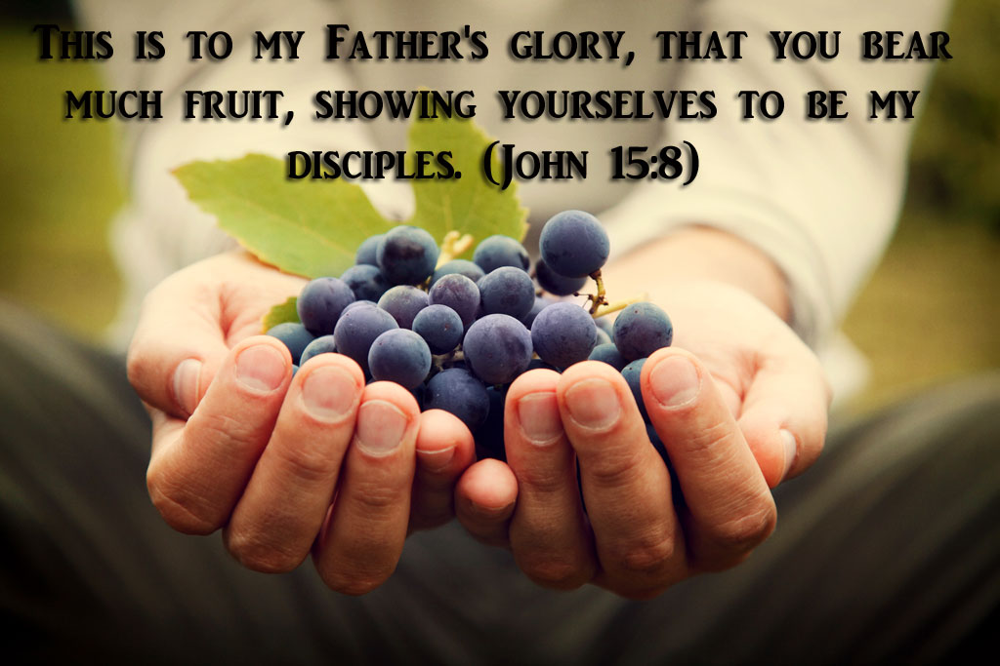 This is to my Father's glory, that you bear
much fruit, showing yourselves to be my
disciples. (John 15:8)